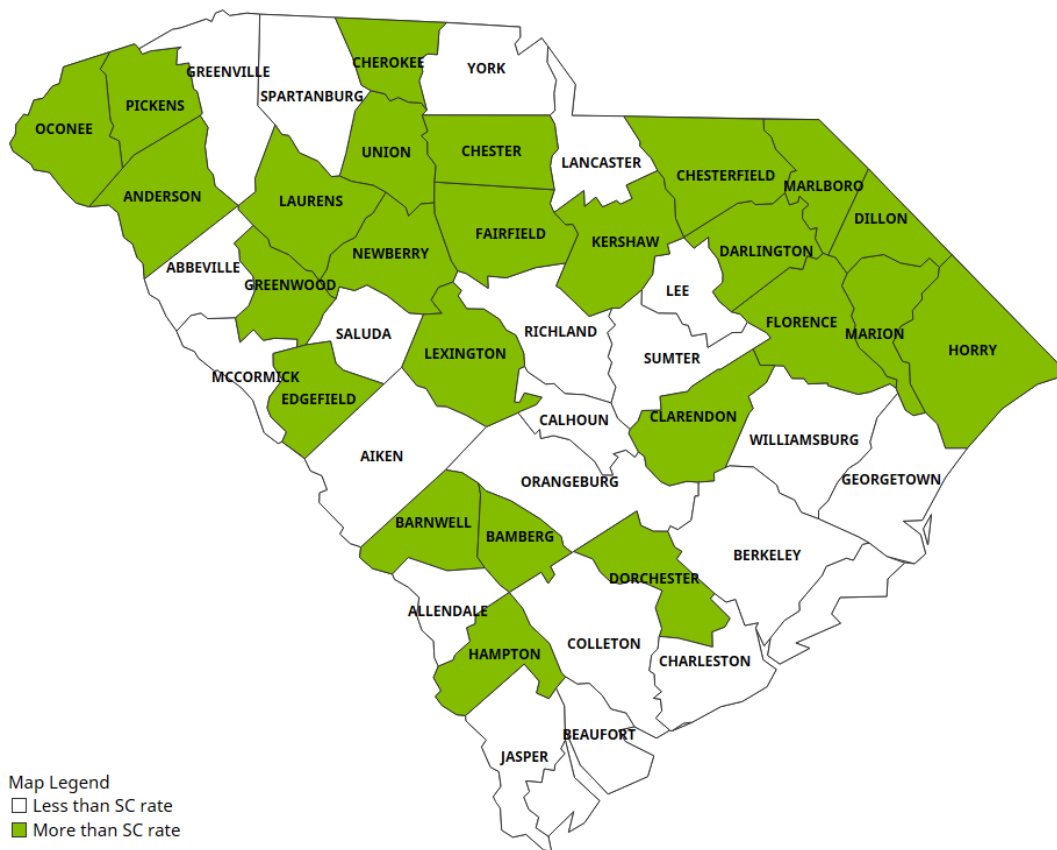 CHEROKEE
YORK
GREENVILLE
SPARTANBURG
PICKENS
OCONEE
UNION
CHESTER
LANCASTER
CHESTERFIELD
MARLBORO
ANDERSON
LAURENS
DILLON
FAIRFIELD
KERSHAW
NEWBERRY
DARLINGTON
ABBEVILLE
GREENWOOD
LEE
FLORENCE
SALUDA
RICHLAND
MARION
LEXINGTON
SUMTER
HORRY
MCCORMICK
EDGEFIELD
CALHOUN
CLARENDON
WILLIAMSBURG
AIKEN
ORANGEBURG
GEORGETOWN
BARNWELL
BAMBERG
BERKELEY
DORCHESTER
ALLENDALE
COLLETON
HAMPTON
CHARLESTON
BEAUFORT
JASPER
Map Legend
Less than SC rate
More than SC rate